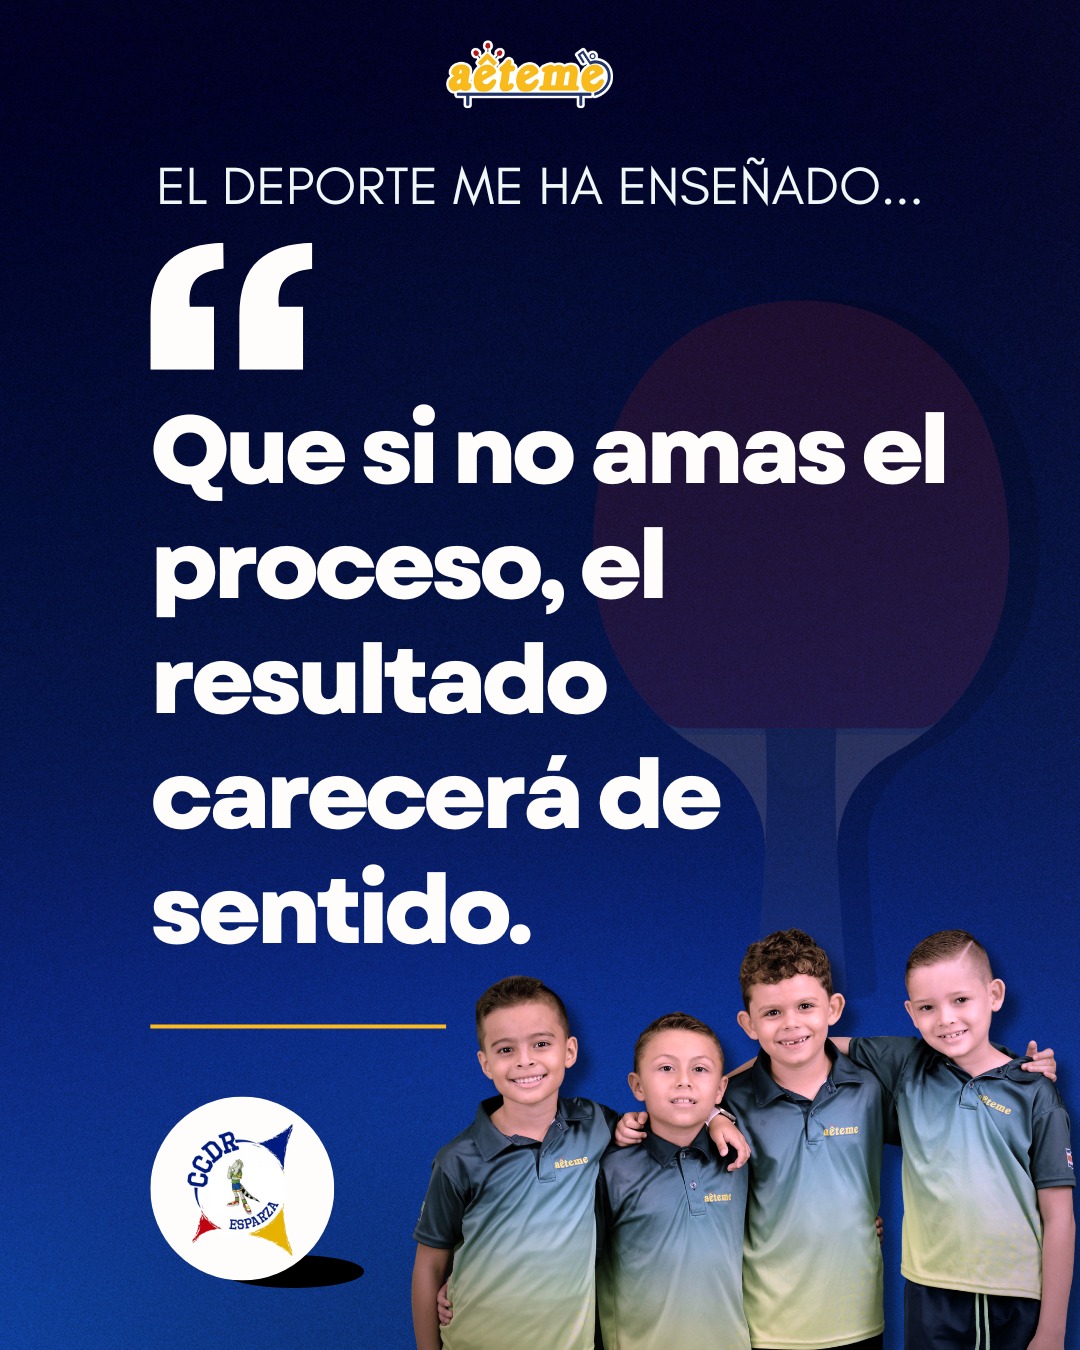 aêteme
EL DEPORTE ME HA ENSEÑADO...
“
Que si no amas el
proceso, el
resultado
carecerá de
sentido.
CCDR
ESPARZA
aêteme
aêteme
aêteme
aêteme